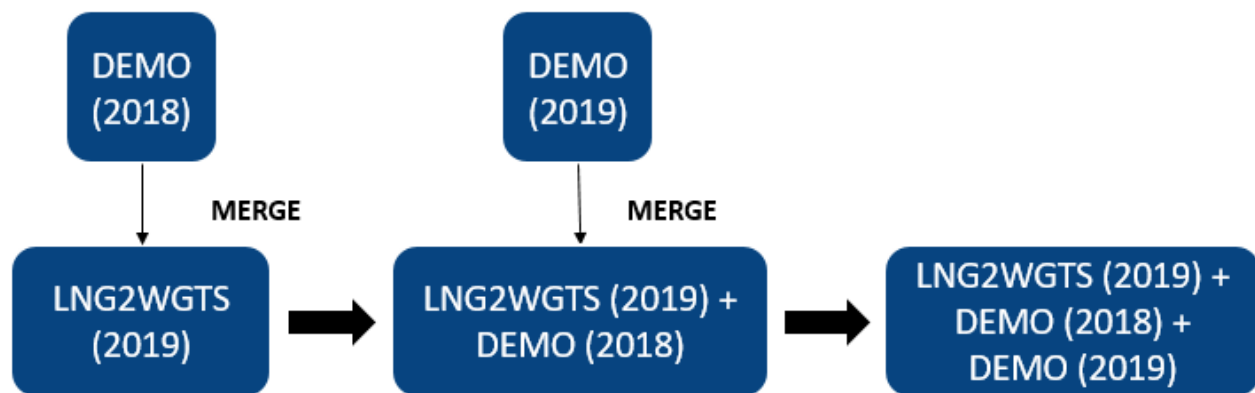 DEMO
(2018)
DEMO
(2019)
MERGE
MERGE
LNG2WGTS
(2019)
LNG2WGTS (2019) +
DEMO (2018)
LNG2WGTS (2019) +
DEMO (2018) +
DEMO (2019)